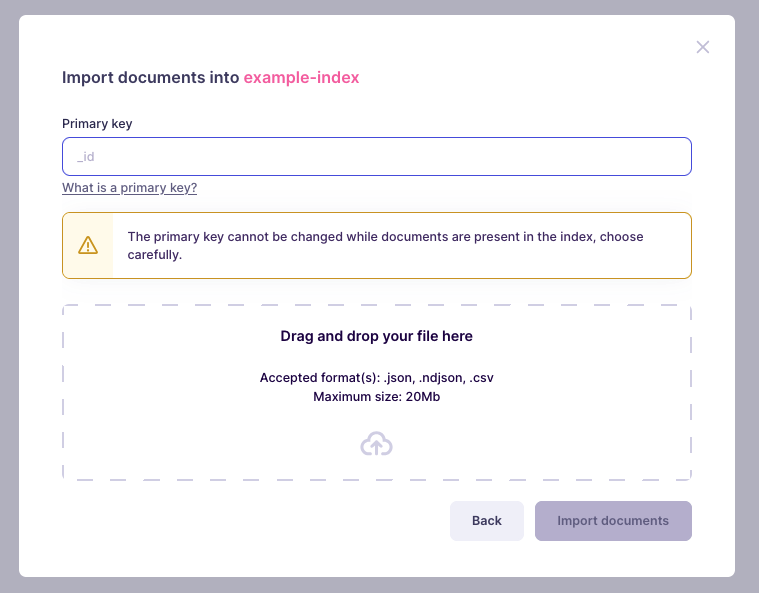 Import documents into example-index
Primary key
_id
What is a primary key?
The primary key cannot be changed while documents are present in the index, choose
carefully.
Drag and drop your file here
Accepted format(s): .json, .ndjson, .csv
Maximum size: 20Mb
Back
Import documents